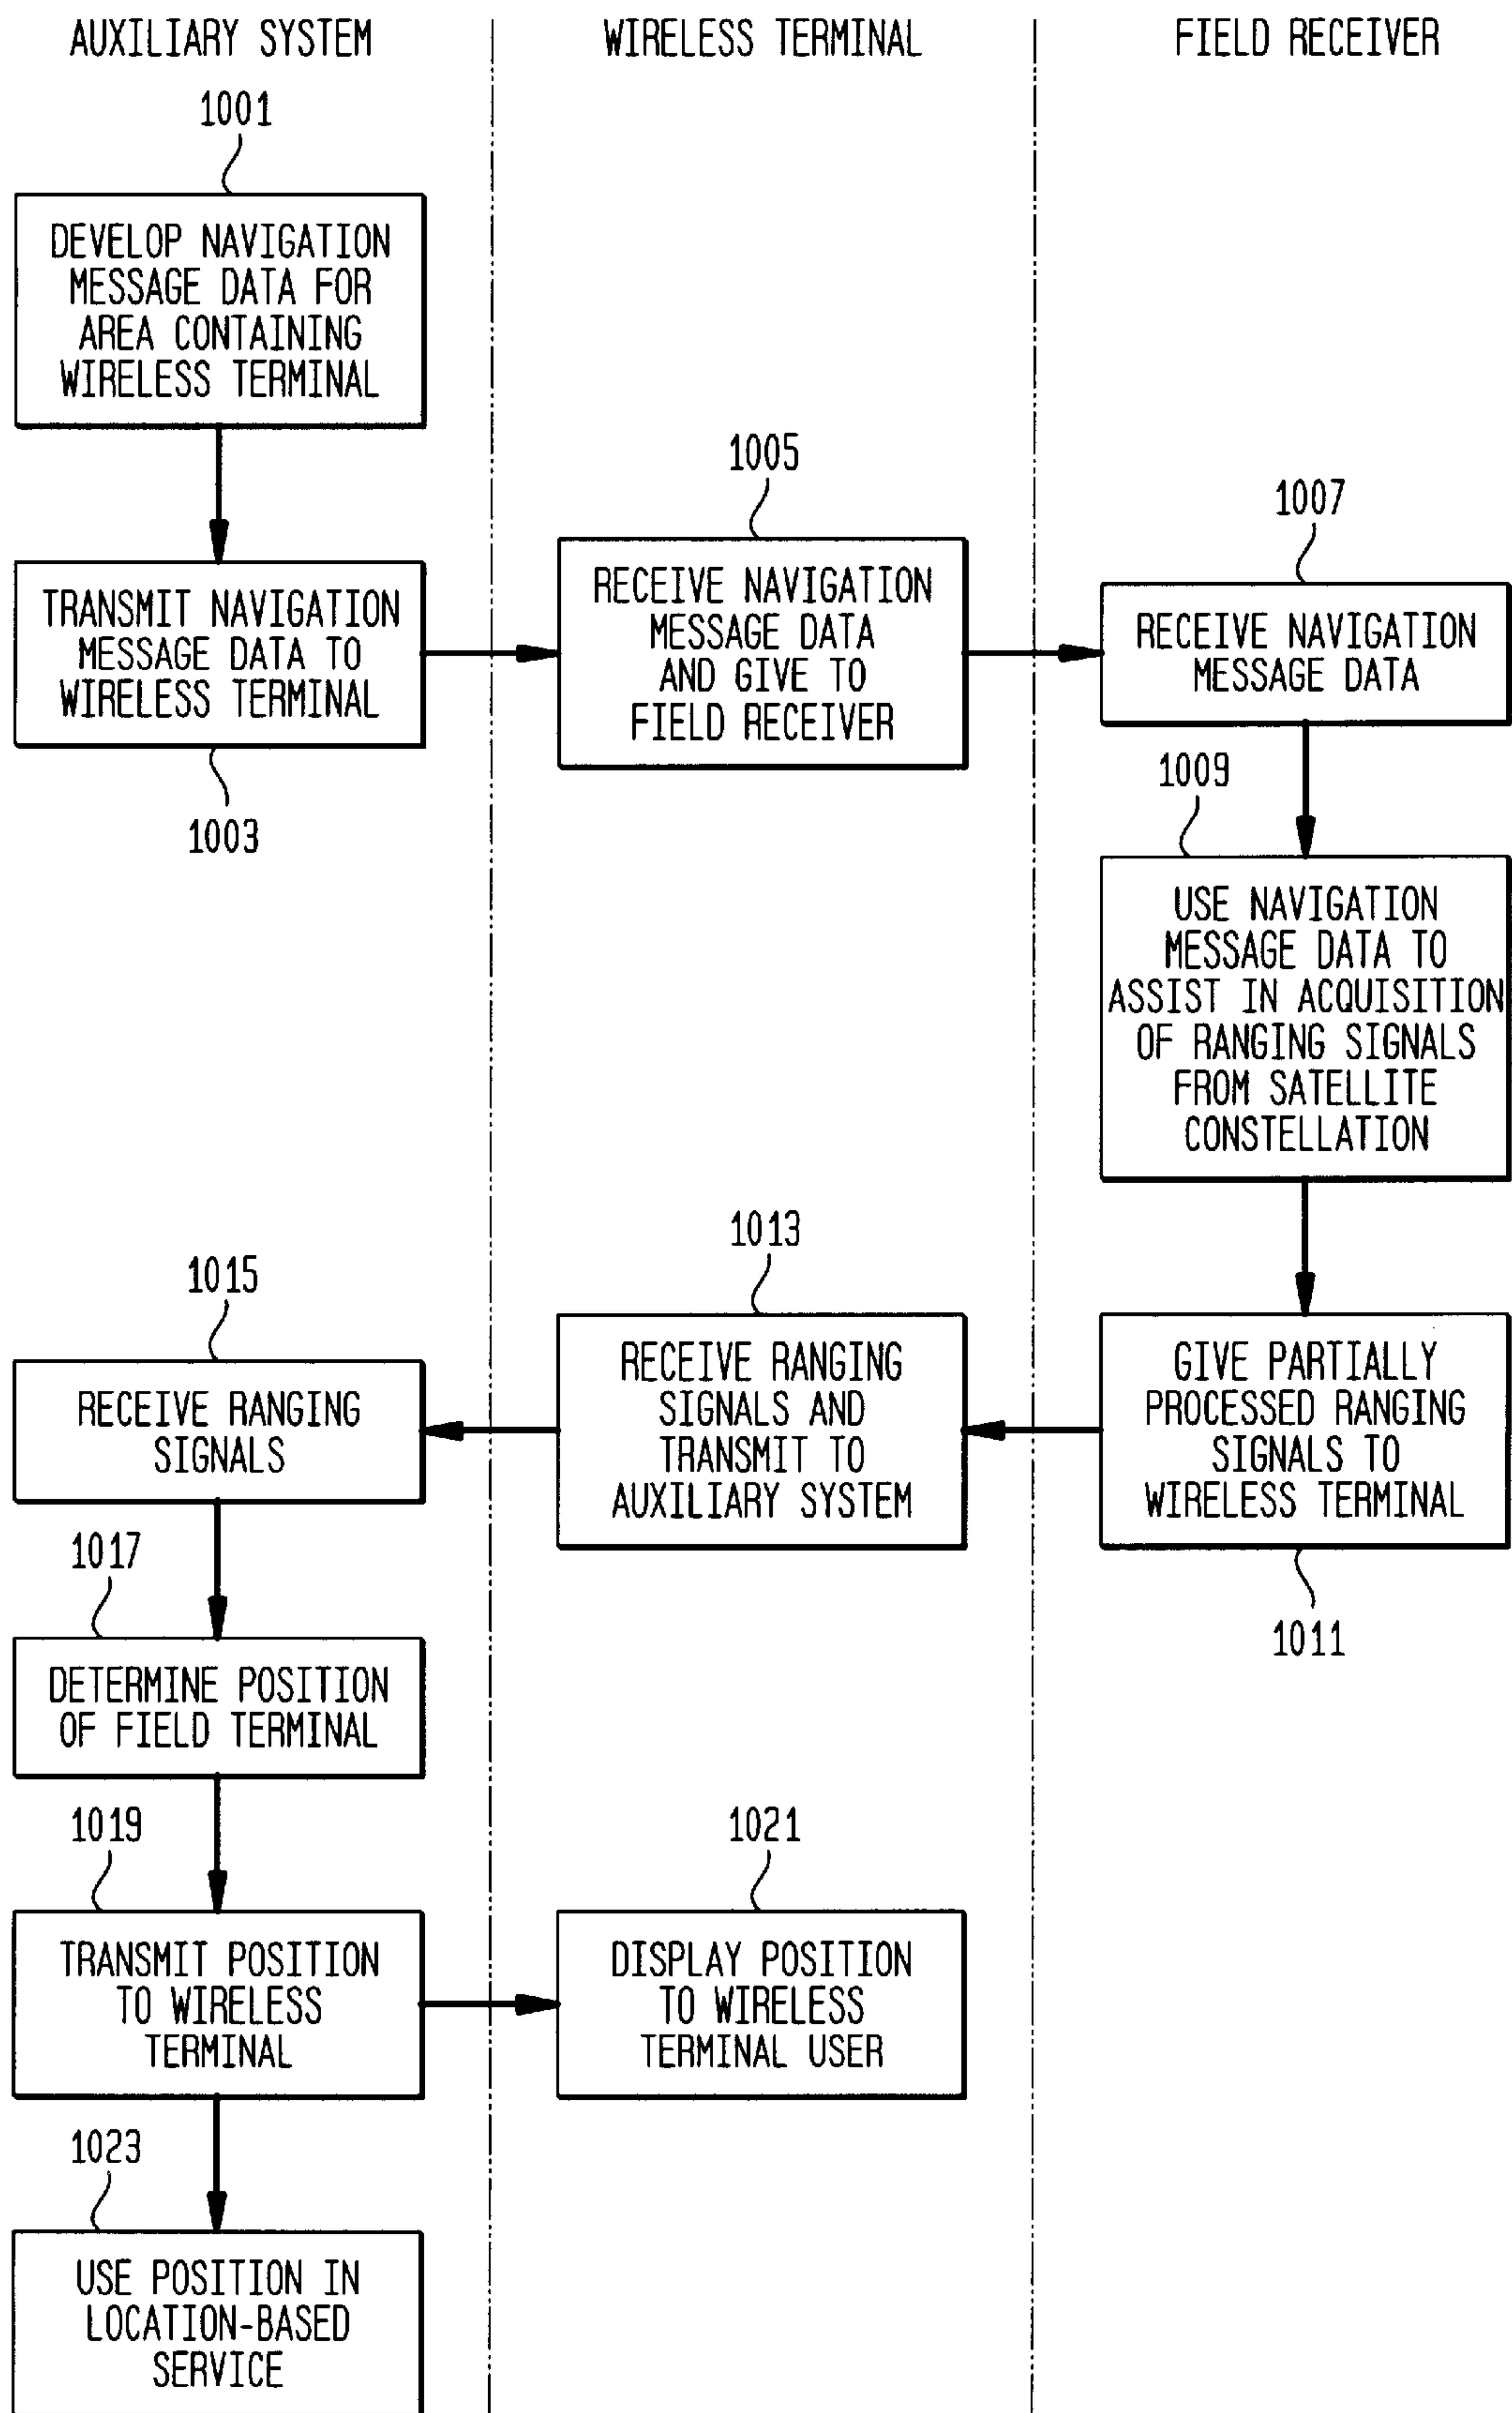 AUXILIARY SYSTEM
WIRELESS TERMINAL
FIELD RECEIVER
1001
DEVELOP NAVIGATION
MESSAGE DATA FOR
AREA CONTAINING
WIRELESS TERMINAL
TRANSMIT NAVIGATION
MESSAGE DATA TO
WIRELESS TERMINAL
1003
1005
RECEIVE NAVIGATION
MESSAGE DATA
AND GIVE TO
FIELD RECEIVER
1007
RECEIVE NAVIGATION
MESSAGE DATA
1009
USE NAVIGATION
MESSAGE DATA TO
ASSIST IN ACQUISITION
OF RANGING SIGNALS
FROM SATELLITE
CONSTELLATION
GIVE PARTIALLY
PROCESSED RANGING
SIGNALS TO
WIRELESS TERMINAL
1011
1013
RECEIVE RANGING
SIGNALS AND
TRANSMIT TO
AUXILIARY SYSTEM
1015
RECEIVE RANGING
SIGNALS
1017
DETERMINE POSITION
OF FIELD TERMINAL
1019
TRANSMIT POSITION
TO WIRELESS
TERMINAL
1021
DISPLAY POSITION
TO WIRELESS
TERMINAL USER
1023
USE POSITION IN
LOCATION-BASED
SERVICE